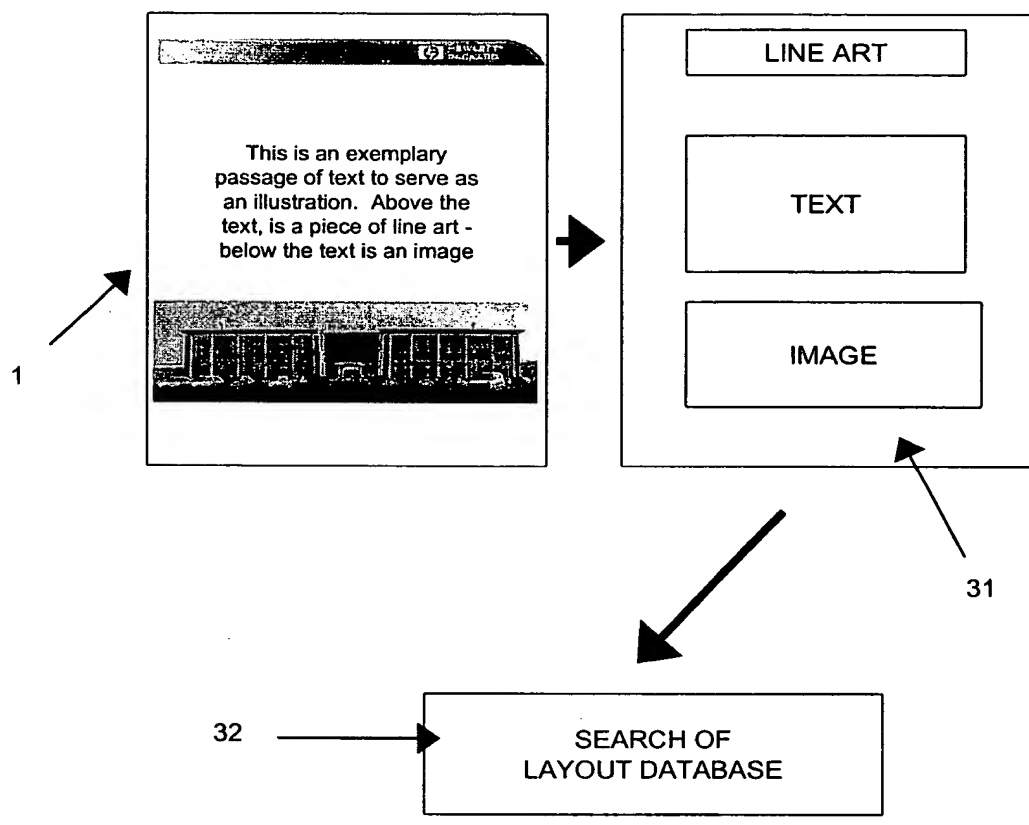 This is an exemplary
passage of text to serve as
an illustration. Above the
text, is a piece of line art -
below the text is an image
1
LINE ART
TEXT
IMAGE
31
32
SEARCH OF
LAYOUT DATABASE